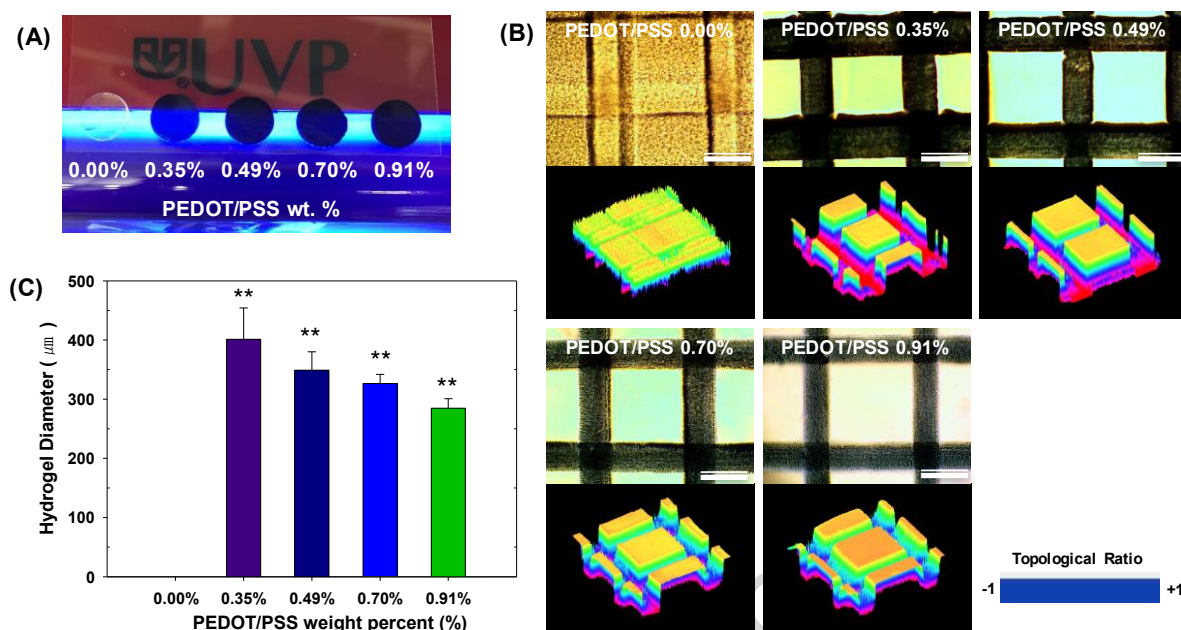 (A)
®UVP
0.00% 0.35% 0.49% 0.70% 0.91%
PEDOT/PSS wt. %
(B)
PEDOT/PSS 0.00%
PEDOT/PSS 0.35%
PEDOT/PSS 0.49%
PEDOT/PSS 0.70%
PEDOT/PSS 0.91%
Topological Ratio
-1 +1
(C)
Hydrogel Diameter ( ㎛ )
500
400
300
200
100
0
** ** ** **
0.00% 0.35% 0.49% 0.70% 0.91%
PEDOT/PSS weight percent (%)